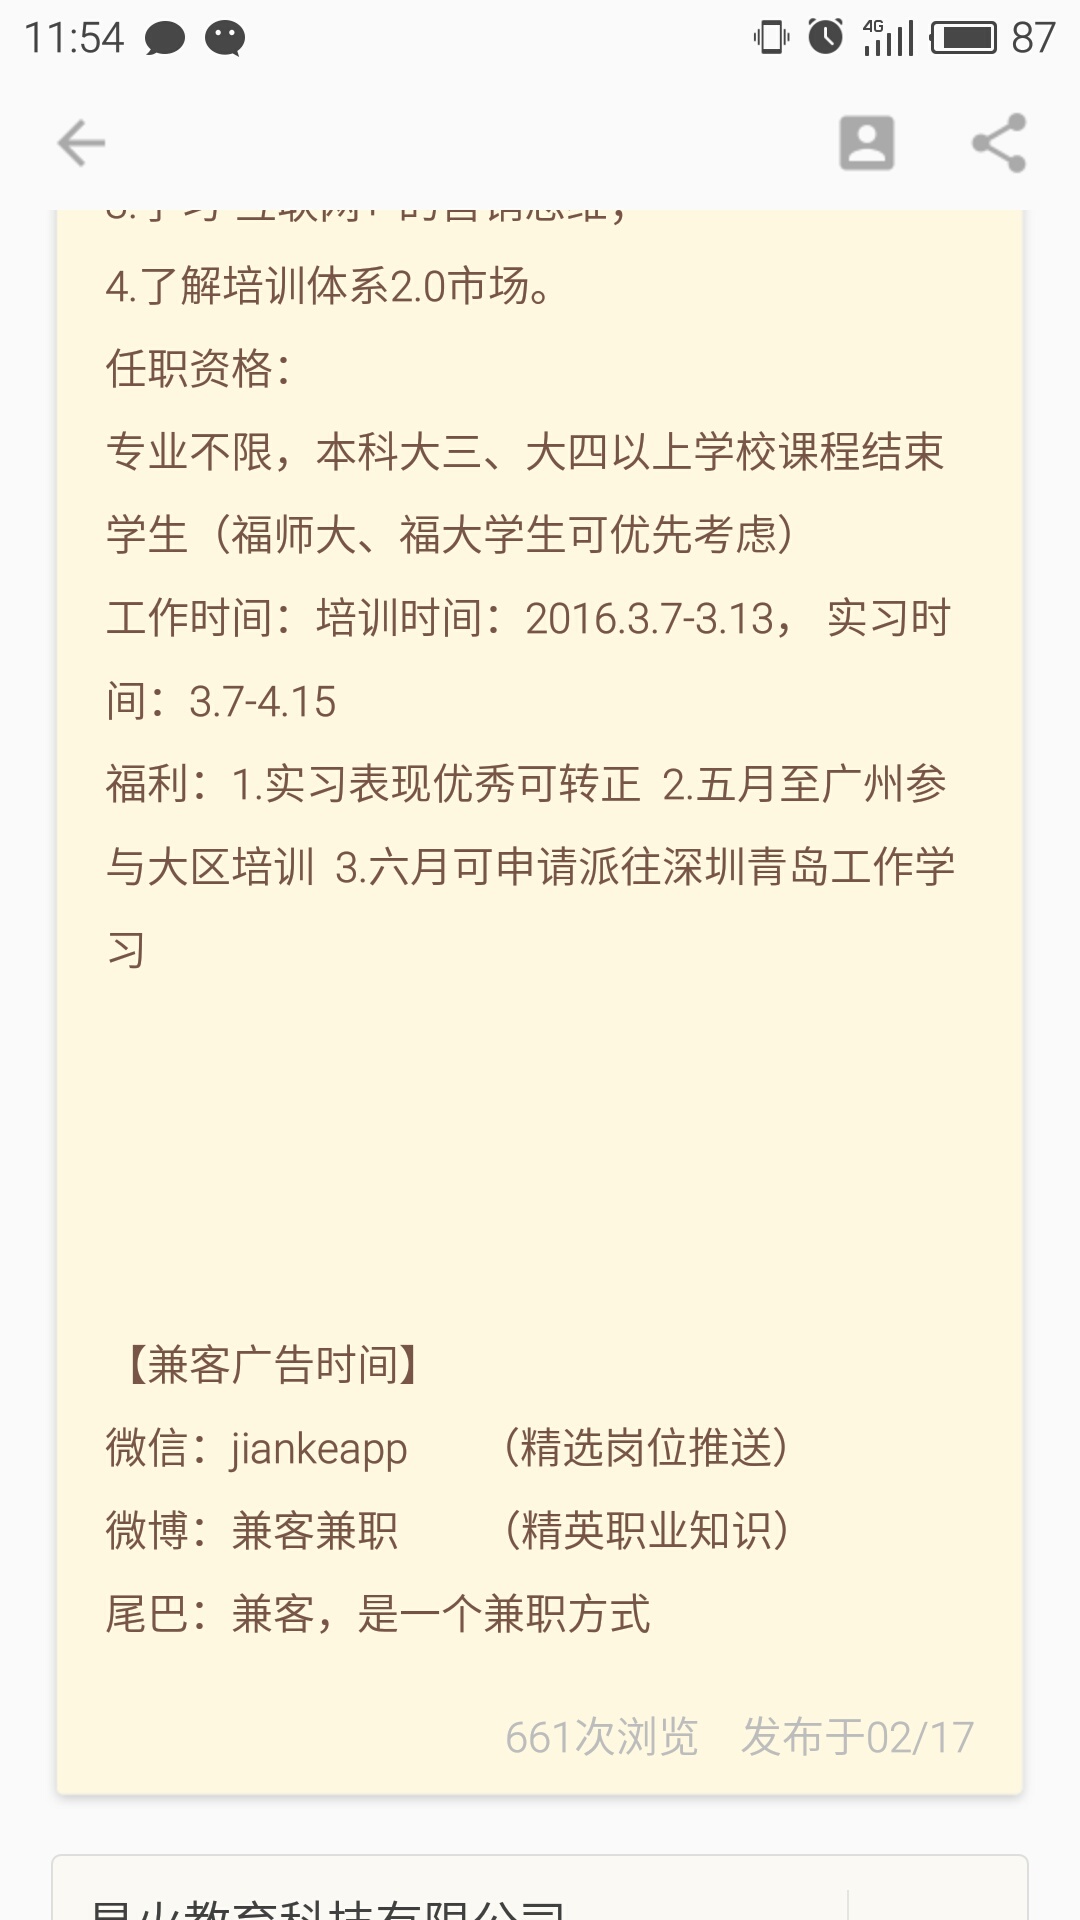 11:54
4G
87
4.了解培训体系2.0市场。
任职资格：
专业不限，本科大三、大四以上学校课程结束
学生（福师大、福大学生可优先考虑）
工作时间：培训时间：2016.3.7-3.13， 实习时
间：3.7-4.15
福利：1.实习表现优秀可转正 2.五月至广州参
与大区培训 3.六月可申请派往深圳青岛工作学
习
【兼客广告时间】
微信：jiankeapp （精选岗位推送）
微博：兼客兼职 （精英职业知识）
尾巴：兼客，是一个兼职方式
661次浏览 发布于02/17